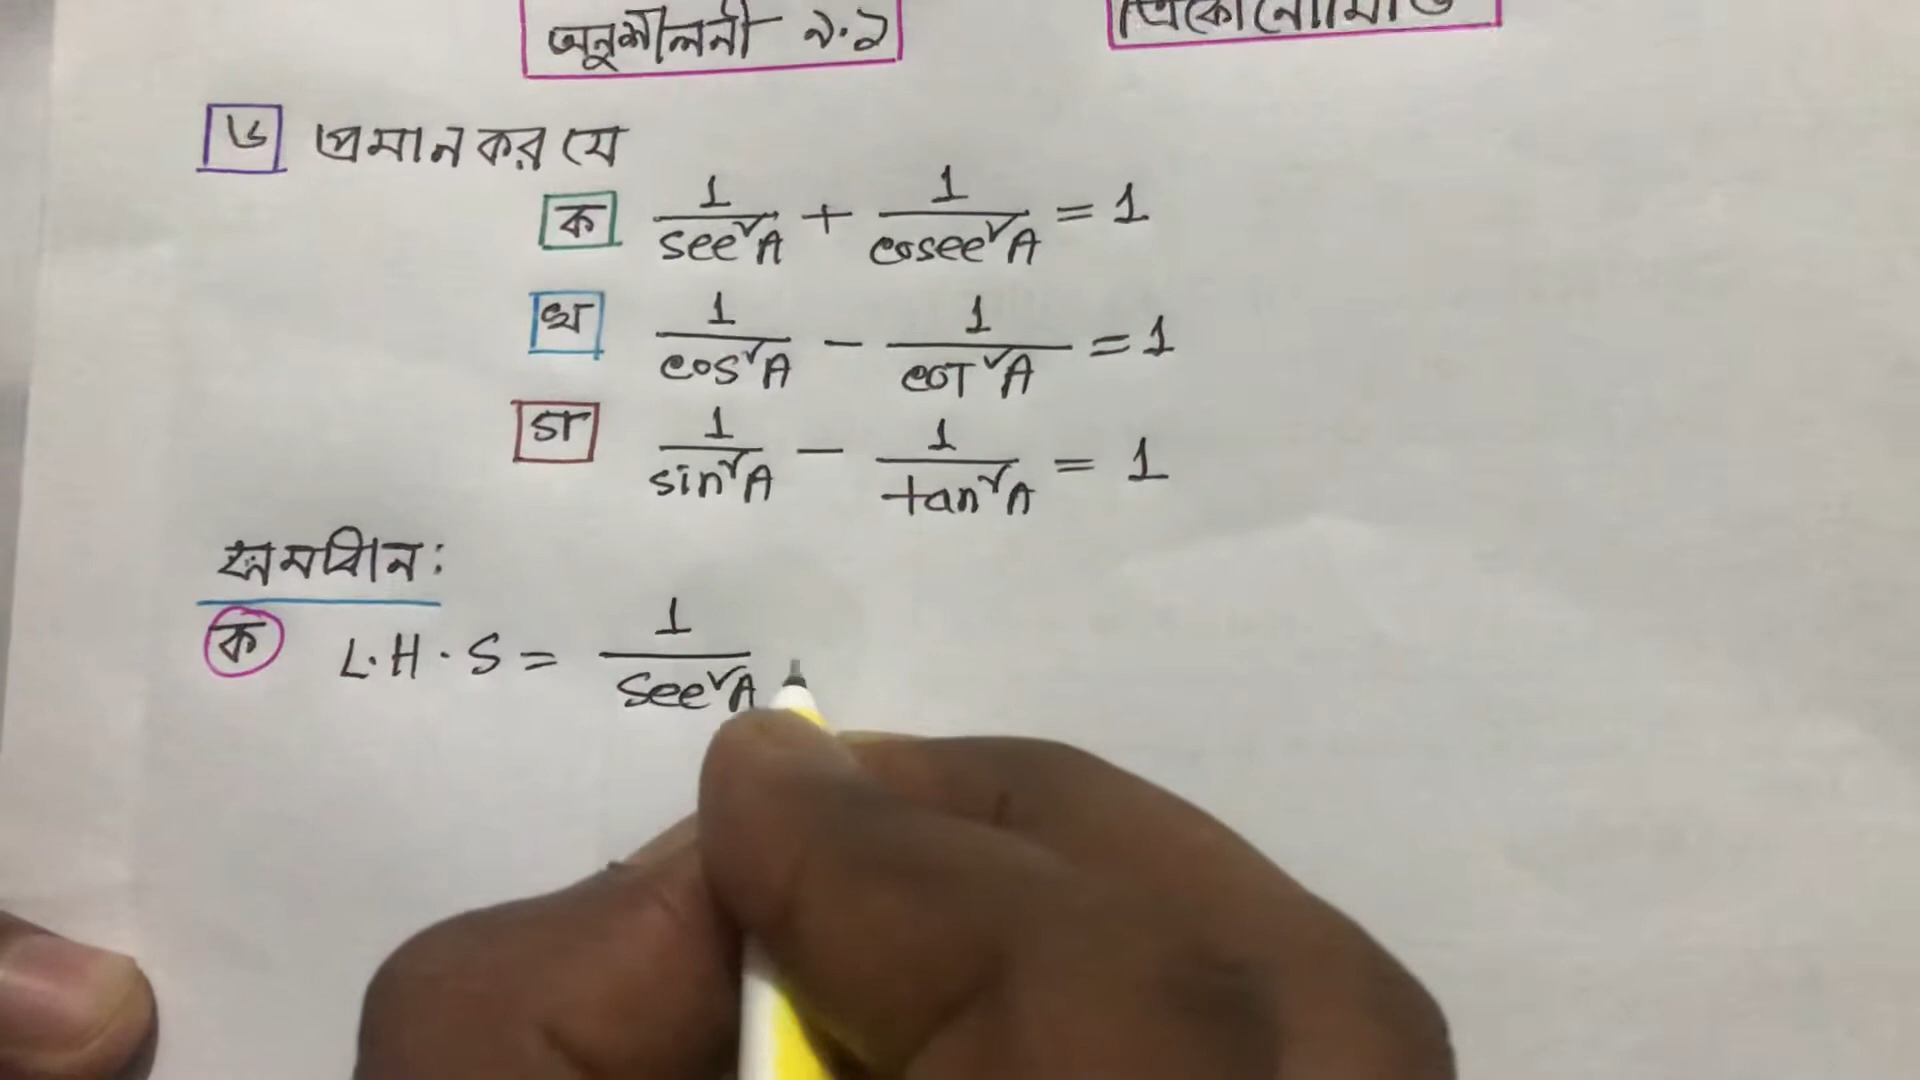 অনুশীলনী ৯.১
ত্রিকোনোমিতি
৬ প্রমান কর যে
ক 1/sec²A + 1/cosec²A = 1
খ 1/cos²A - 1/cot²A = 1
গ 1/sin²A - 1/tan²A = 1
সমাধান:
ক L.H.S = 1/sec²A